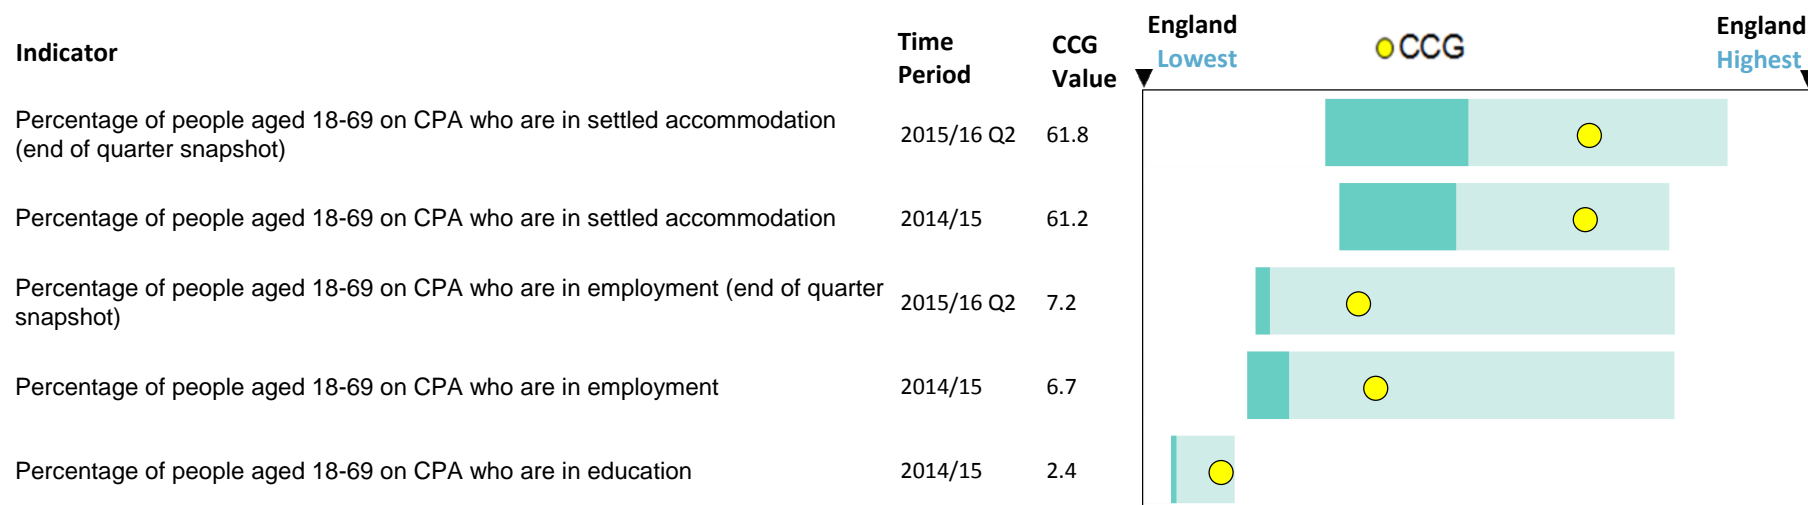 Indicator
Time
Period
CCG
Value
England
Lowest
CCG
England
Highest
Percentage of people aged 18-69 on CPA who are in settled accommodation
(end of quarter snapshot)
2015/16 Q2
61.8
Percentage of people aged 18-69 on CPA who are in settled accommodation
2014/15
61.2
Percentage of people aged 18-69 on CPA who are in employment (end of quarter
snapshot)
2015/16 Q2
7.2
Percentage of people aged 18-69 on CPA who are in employment
2014/15
6.7
Percentage of people aged 18-69 on CPA who are in education
2014/15
2.4